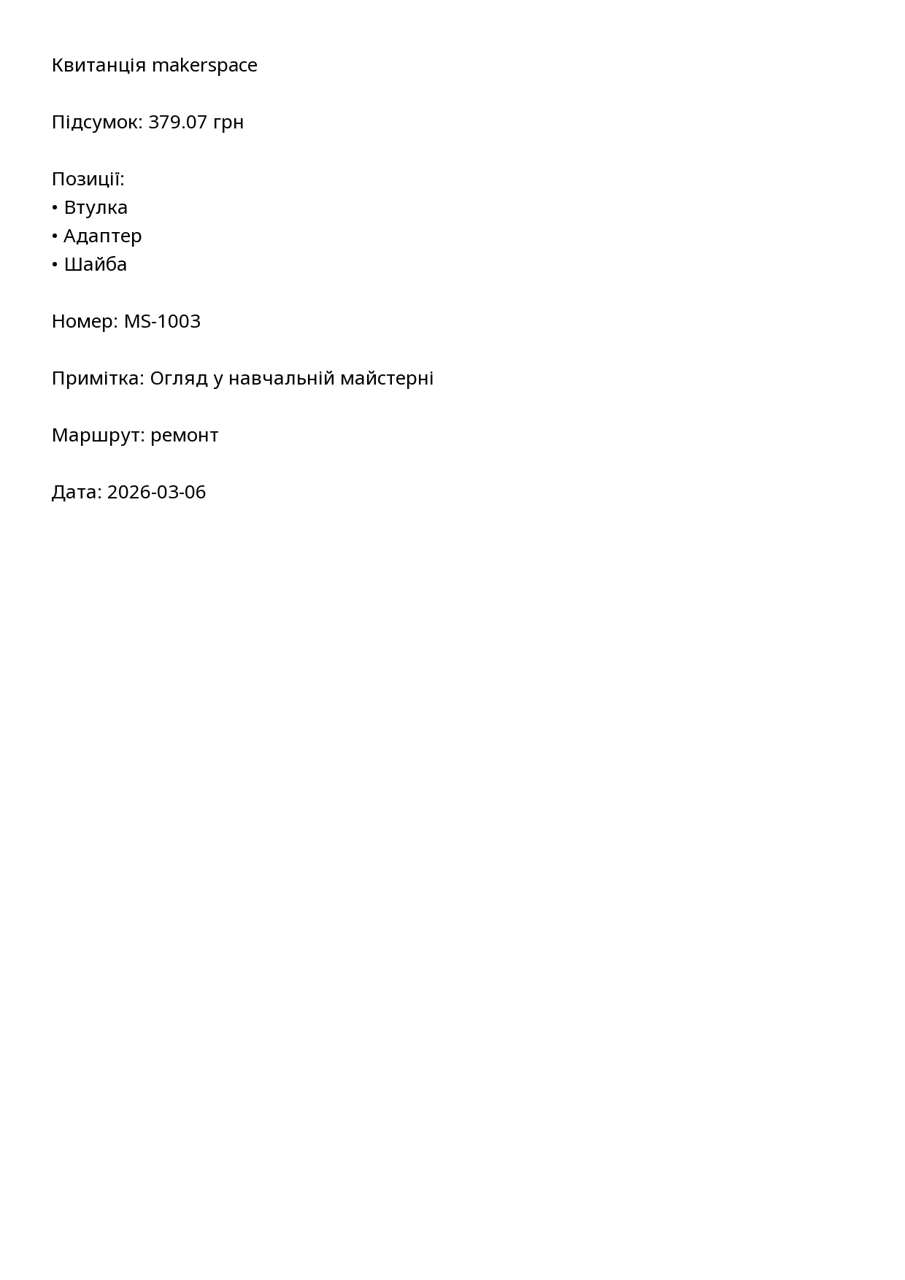 Квитанція makerspace
Підсумок: 379.07 грн
Позиції:
• Втулка
• Адаптер
• Шайба
Номер: MS-1003
Примітка: Огляд у навчальній майстерні
Маршрут: ремонт
Дата: 2026-03-06